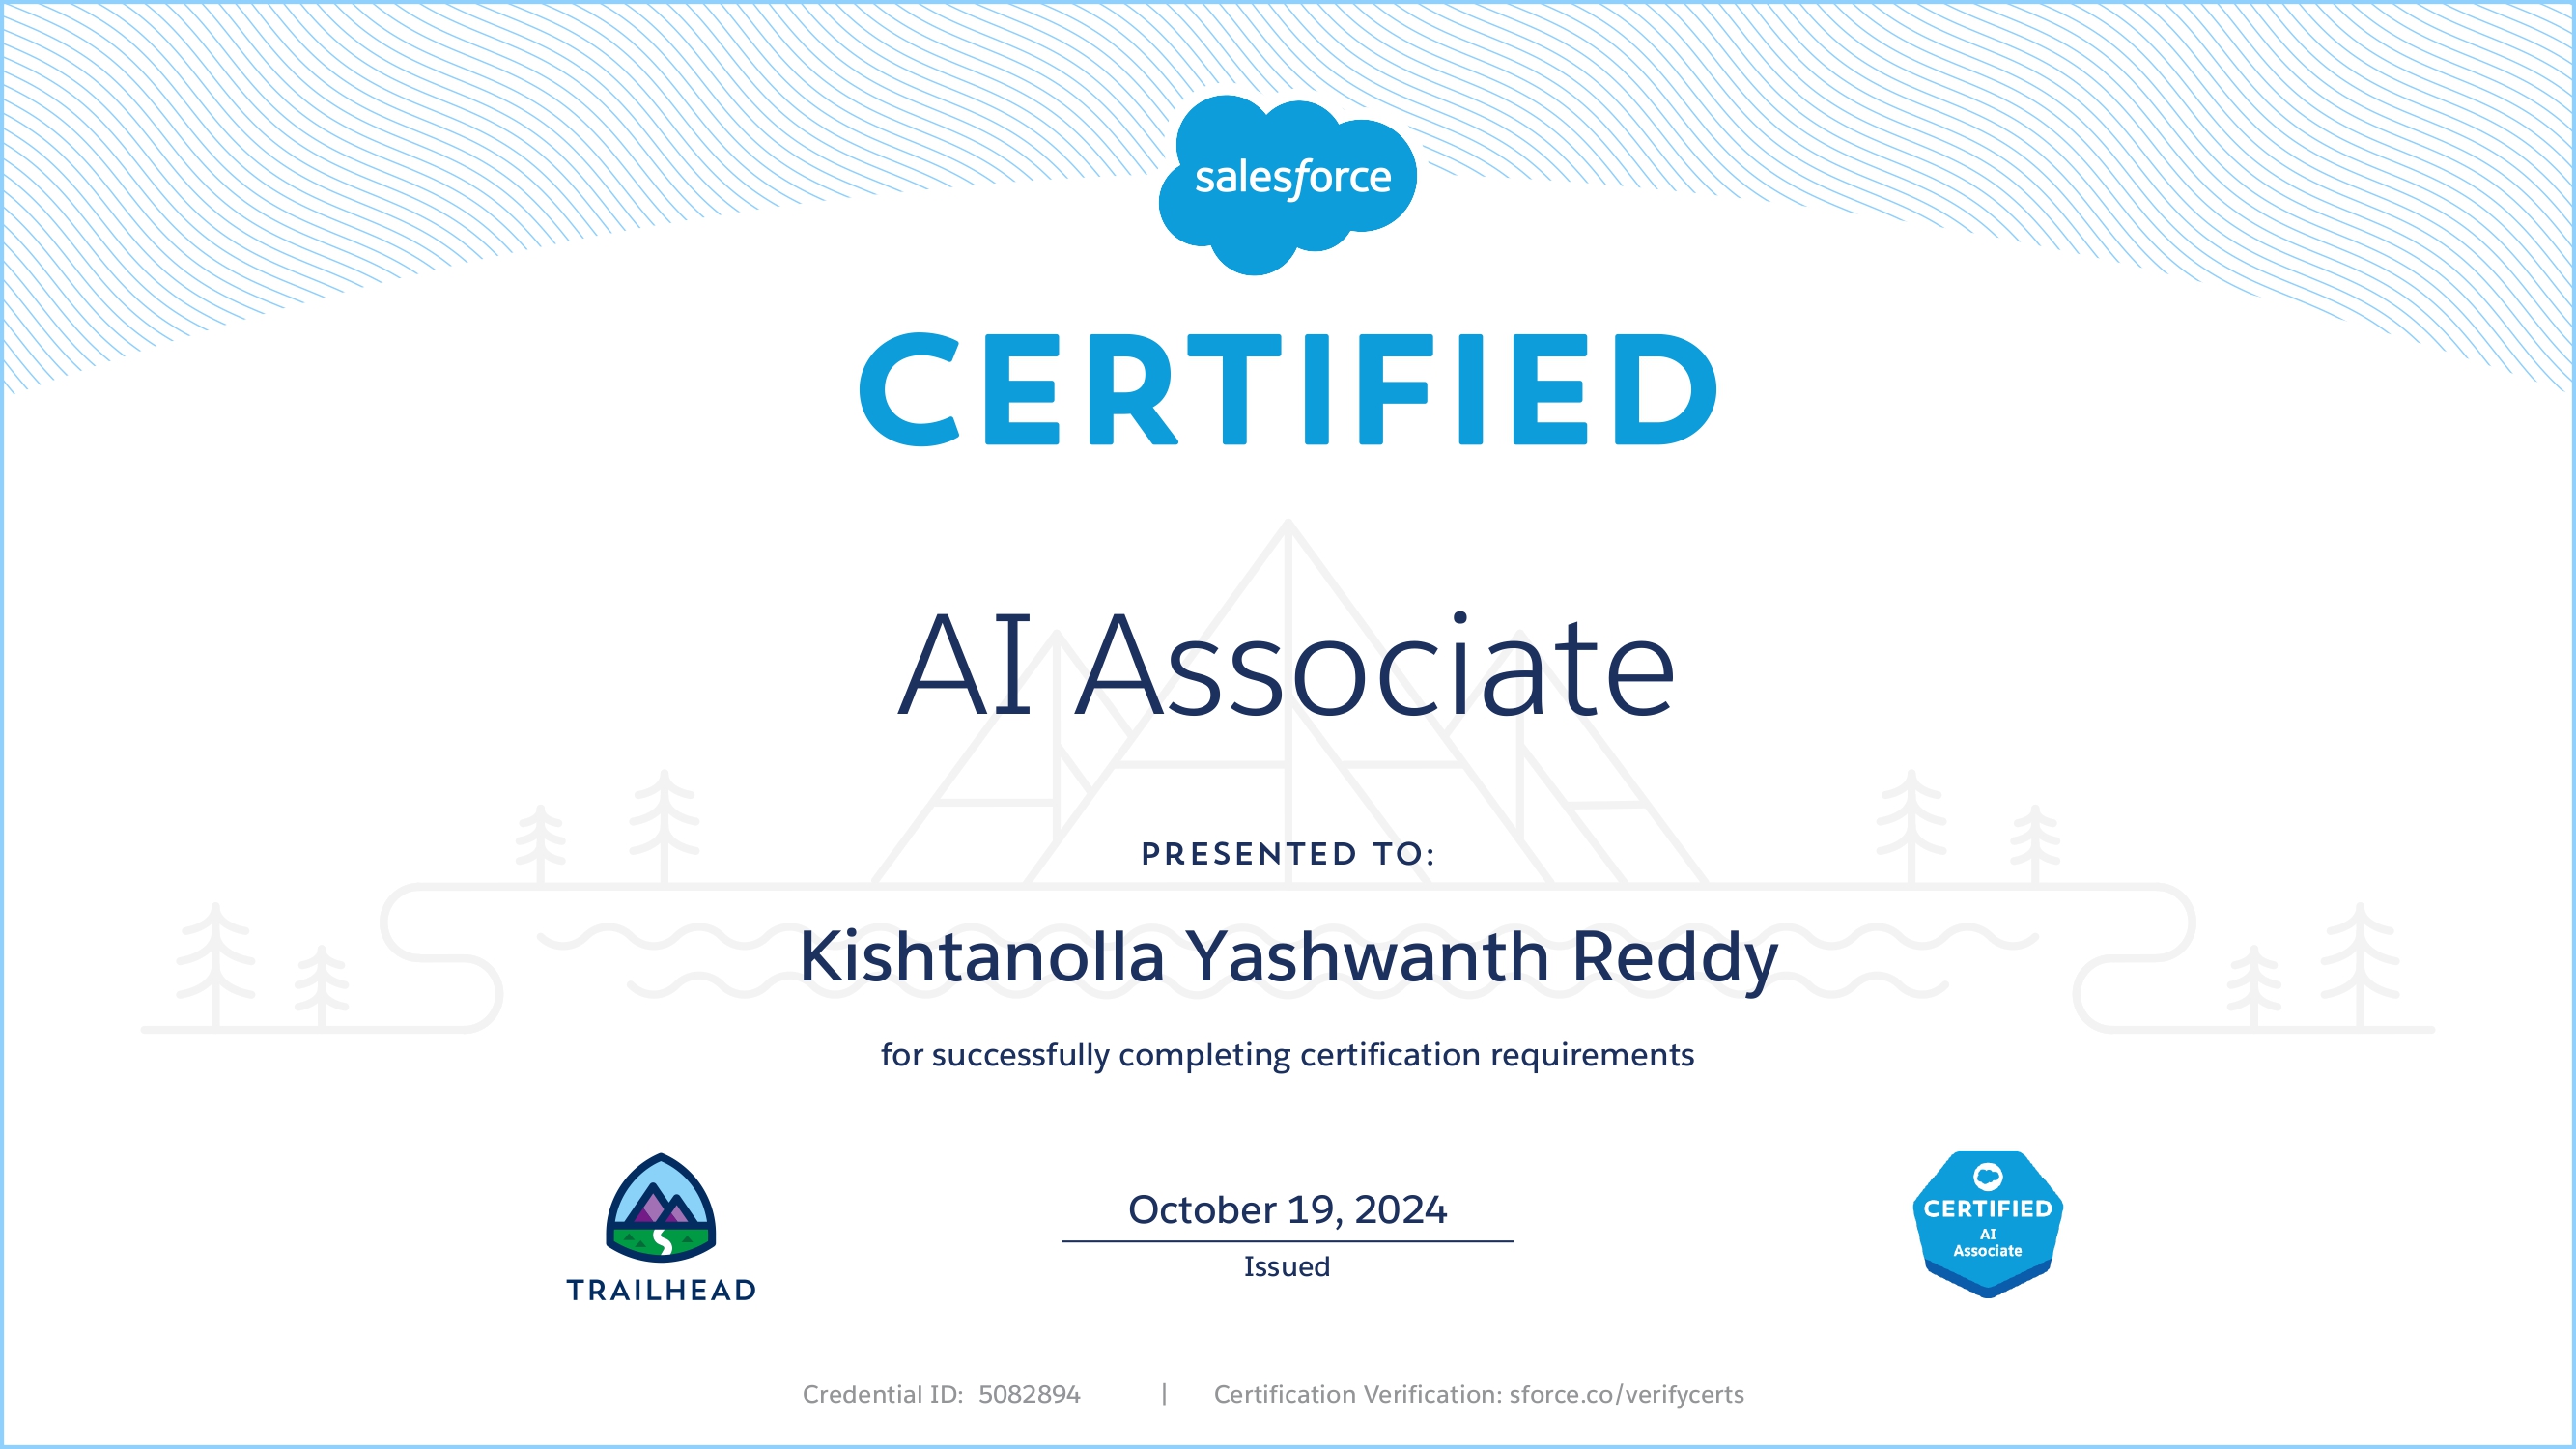 salesforce
CERTIFIED
AI Associate
PRESENTED TO:
Kishtanolla Yashwanth Reddy
for successfully completing certification requirements
TRAILHEAD
October 19, 2024
Issued
CERTIFIED
AI
Associate
Credential ID: 5082894 | Certification Verification: sforce.co/verifycerts